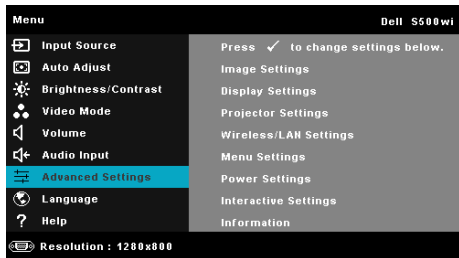 Menu
Dell S500wi
Input Source
Auto Adjust
Brightness/Contrast
Video Mode
Volume
Audio Input
Advanced Settings
Language
? Help
Press ✓ to change settings below.
Image Settings
Display Settings
Projector Settings
Wireless/LAN Settings
Menu Settings
Power Settings
Interactive Settings
Information
Resolution : 1280x800